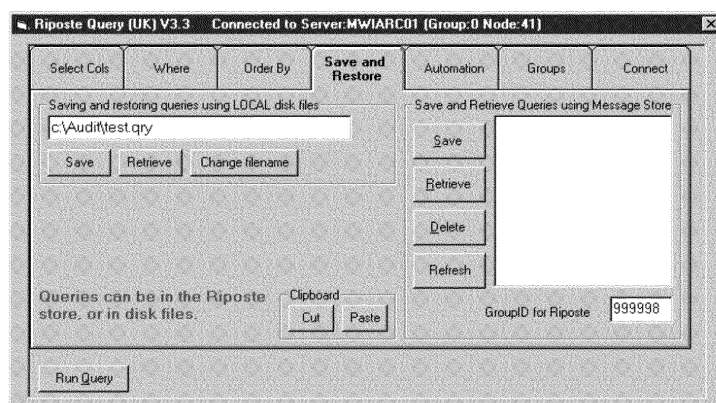 Riposte Query (UK) V3.3 Connected to Server:MWIARC01 (Group:0 Node:41)
Select Cols Where Order By Save and Restore Automation Groups Connect
Saving and restoring queries using LOCAL disk files
c:\Audit\test.qry
Save Retrieve Change filename
Save and Retrieve Queries using Message Store
Save
Retrieve
Delete
Refresh
Queries can be in the Riposte
store, or in disk files.
Clipboard
Cut Paste
GroupID for Riposte 999998
Run Query